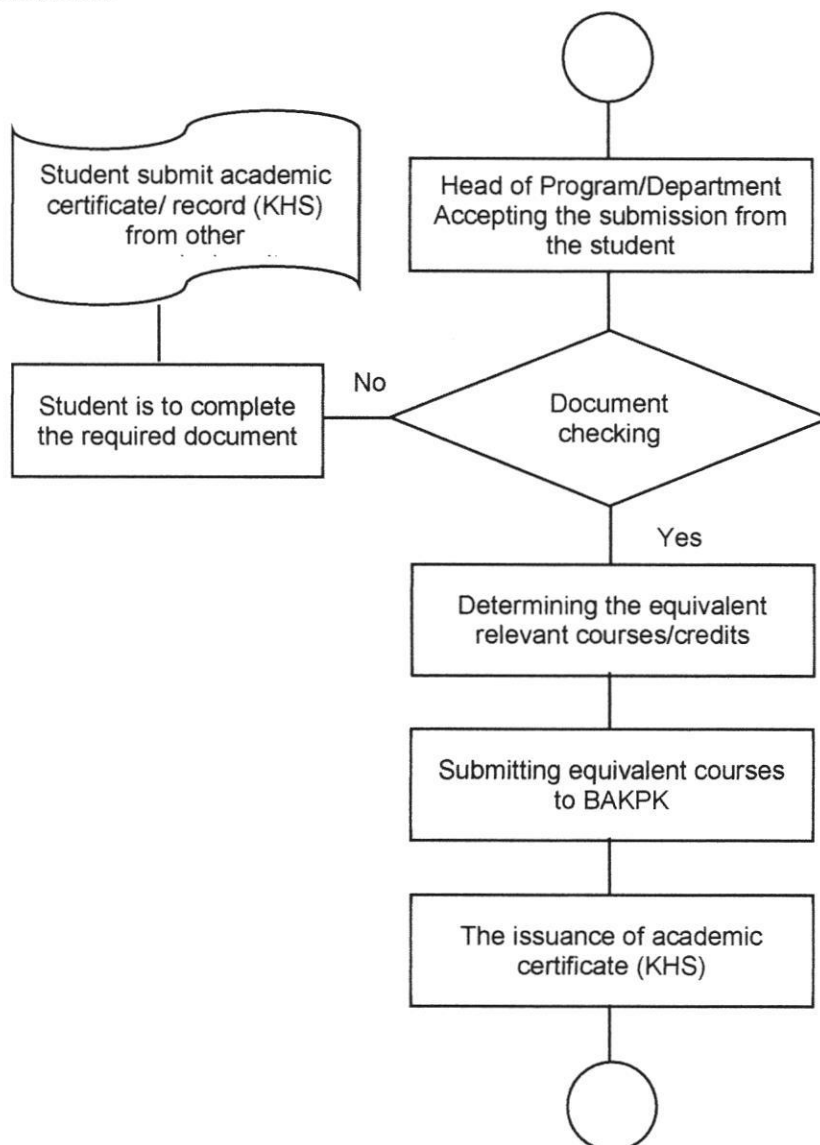 Student submit academic
certificate/ record (KHS)
from other
Head of Program/Department
Accepting the submission from
the student
No
Student is to complete
the required document
Document
checking
Yes
Determining the equivalent
relevant courses/credits
Submitting equivalent courses
to BAKPK
The issuance of academic
certificate (KHS)